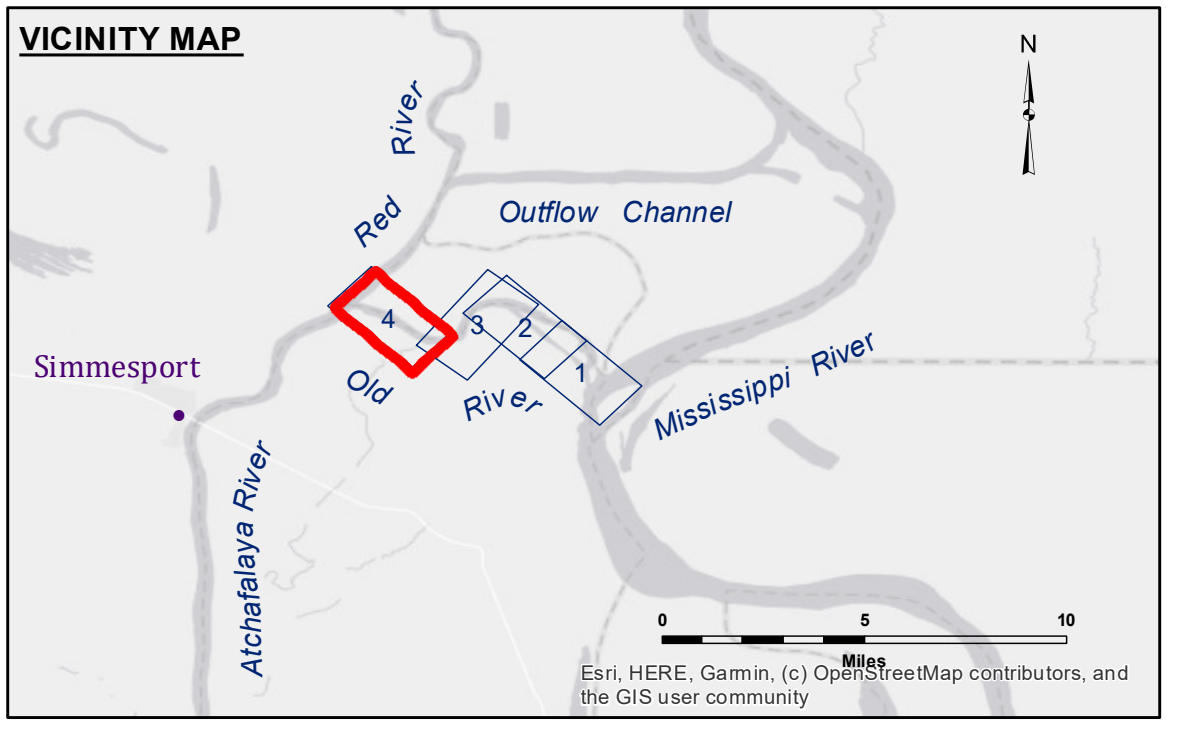 VICINITY MAP
N
Red River
Outflow Channel
4
3
2
1
Simmesport
Old River
Mississippi River
Atchafalaya River
0 5 10
Miles
Esri, HERE, Garmin, (c) OpenStreetMap contributors, and
the GIS user community